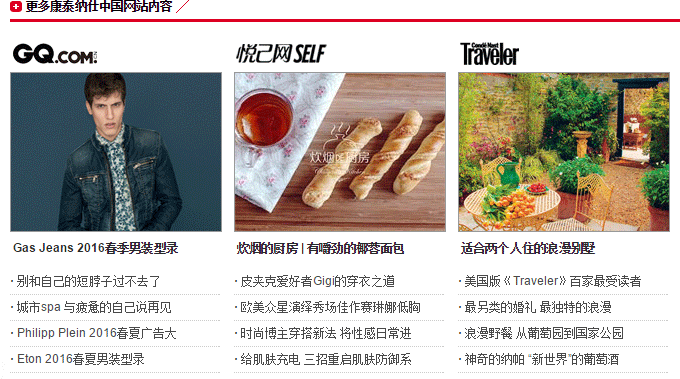 更多康泰纳仕中国网站内容
GQ.COM
悦己网 SELF
Condé Nast
Traveler
炊烟的厨房
Gas Jeans 2016春季男装型录
炊烟的厨房 | 有嚼劲的椰蓉面包
适合两个人住的浪漫别墅
别和自己的短脖子过不去了
皮夹克爱好者Gigi的穿衣之道
美国版《Traveler》百家最受读者
城市spa 与疲惫的自己说再见
欧美众星演绎秀场佳作赛琳娜低胸
最另类的婚礼 最独特的浪漫
Philipp Plein 2016春夏广告大
时尚博主穿搭新法 将性感日常进
浪漫野餐 从葡萄园到国家公园
Eton 2016春夏男装型录
给肌肤充电 三招重启肌肤防御系
神奇的纳帕 “新世界”的葡萄酒